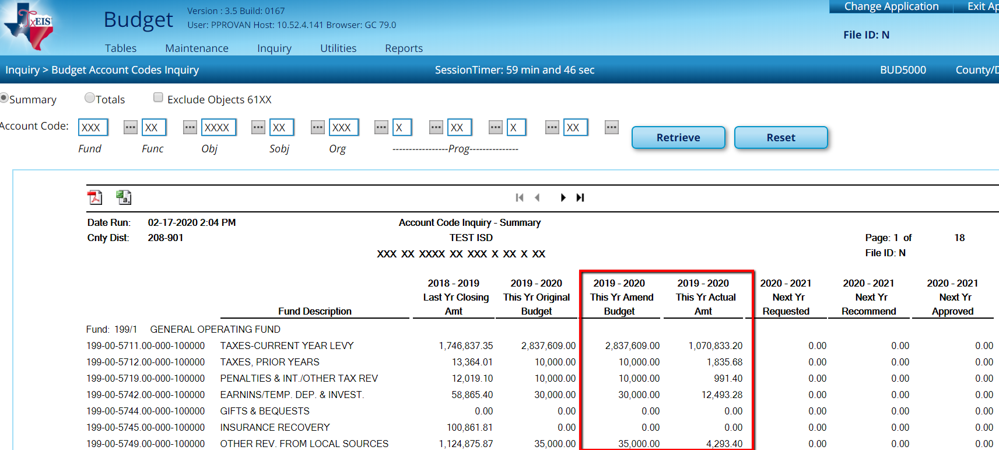 TxEIS
Budget
Version : 3.5 Build: 0167
User: PPROVAN Host: 10.52.4.141 Browser: GC 79.0
Change Application Exit Ap
File ID: N
Tables Maintenance Inquiry Utilities Reports
Inquiry > Budget Account Codes Inquiry SessionTimer: 59 min and 46 sec BUD5000 County/D
Summary Totals Exclude Objects 61XX
Account Code: XXX ... XX ... XXXX ... XX ... XXX ... X ... XX ... X ... XX ... Retrieve Reset
Fund Func Obj Sobj Org -----------------Prog---------------
Date Run: 02-17-2020 2:04 PM Account Code Inquiry - Summary
Cnty Dist: 208-901 TEST ISD Page: 1 of 18
XXX XX XXXX XX XXX X XX X XX File ID: N
2018 - 2019 2019 - 2020 2019 - 2020 2019 - 2020 2020 - 2021 2020 - 2021 2020 - 2021
Last Yr Closing This Yr Original This Yr Amend This Yr Actual Next Yr Next Yr Next Yr
Fund Description Amt Budget Budget Amt Requested Recommend Approved
Fund: 199/1 GENERAL OPERATING FUND
199-00-5711.00-000-100000 TAXES-CURRENT YEAR LEVY 1,746,837.35 2,837,609.00 2,837,609.00 1,070,833.20 0.00 0.00 0.00
199-00-5712.00-000-100000 TAXES, PRIOR YEARS 13,364.01 10,000.00 10,000.00 1,835.68 0.00 0.00 0.00
199-00-5719.00-000-100000 PENALTIES & INT./OTHER TAX REV 12,019.10 10,000.00 10,000.00 991.40 0.00 0.00 0.00
199-00-5742.00-000-100000 EARNINS/TEMP. DEP. & INVEST. 58,865.40 30,000.00 30,000.00 12,493.28 0.00 0.00 0.00
199-00-5744.00-000-100000 GIFTS & BEQUESTS 0.00 0.00 0.00 0.00 0.00 0.00 0.00
199-00-5745.00-000-100000 INSURANCE RECOVERY 100,861.81 0.00 0.00 0.00 0.00 0.00 0.00
199-00-5749.00-000-100000 OTHER REV. FROM LOCAL SOURCES 1,124,875.87 35,000.00 35,000.00 4,293.40 0.00 0.00 0.00